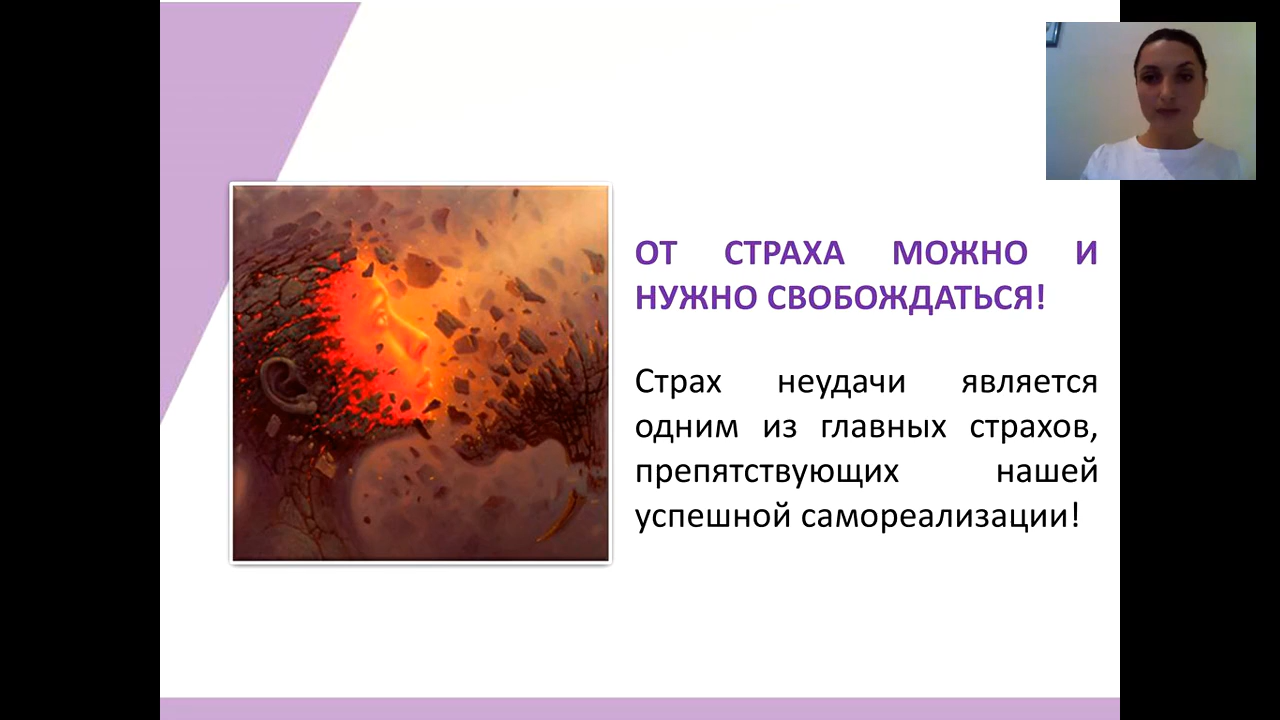 ОТ СТРАХА МОЖНО И
НУЖНО СВОБОЖДАТЬСЯ!
Страх неудачи является
одним из главных страхов,
препятствующих нашей
успешной самореализации!